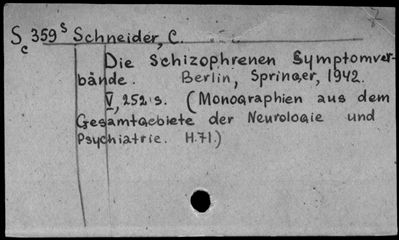 Sc 359 s Schneider, C.
Die Schizophrenen Symptomver-
bände. Berlin, Springer, 1942.
V, 252 s. (Monographien aus dem
Gesamtgebiete der Neurologie und
Psychiatrie. H.71.)